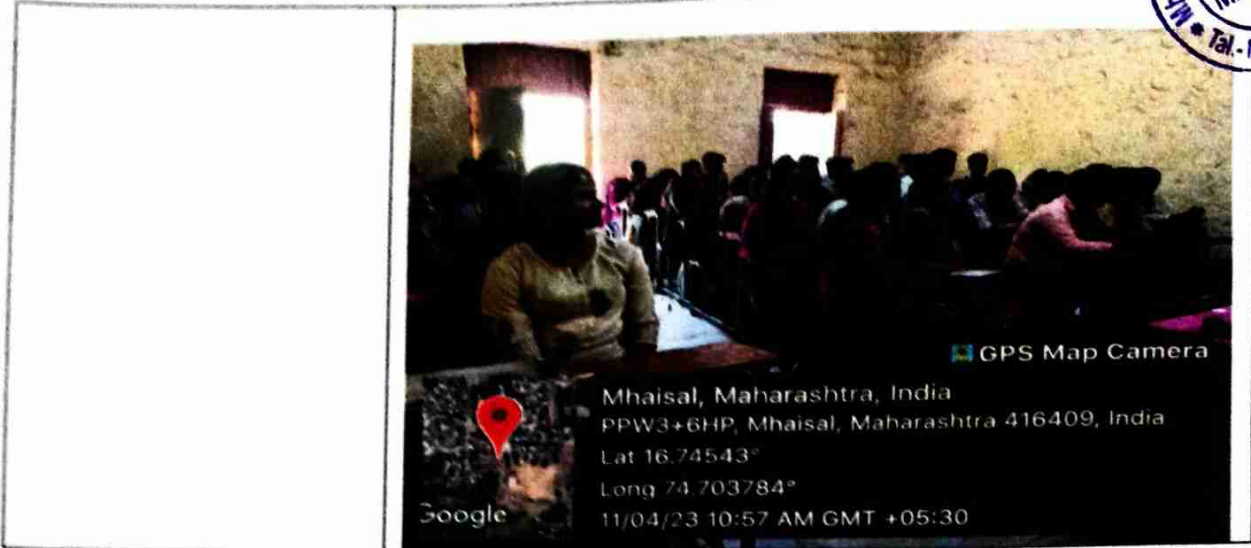 Tal.-
GPS Map Camera
Mhaisal, Maharashtra, India
PPW3+6HP, Mhaisal, Maharashtra 416409, India
Lat 16.74543°
Long 74.703784°
11/04/23 10:57 AM GMT +05:30
Google